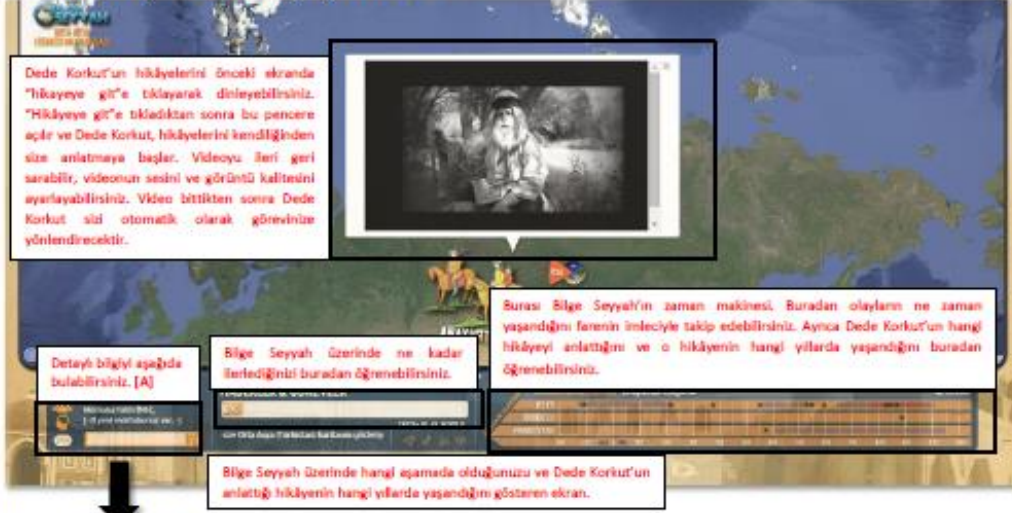 SEYYAH
Dede Korkut'un hikâyelerini önceki ekranda
"hikayeye git"e tıklayarak dinleyebilirsiniz.
"Hikâyeye git"e tıkladıktan sonra bu pencere
açılır ve Dede Korkut, hikâyelerini kendiliğinden
size anlatmaya başlar. Videoyu ileri geri
sarabilir, videonun sesini ve görüntü kalitesini
ayarlayabilirsiniz. Video bittikten sonra Dede
Korkut sizi otomatik olarak görevinize
yönlendirecektir.
Burası Bilge Seyyah'ın zaman makinesi. Buradan olayların ne zaman
yaşandığını farenin imleciyle takip edebilirsiniz. Ayrıca Dede Korkut'un hangi
hikâyeyi anlattığını ve o hikâyenin hangi yıllarda yaşandığını buradan
öğrenebilirsiniz.
Bilge Seyyah üzerinde ne kadar
ilerlediğinizi buradan öğrenebilirsiniz.
Detaylı bilgiyi aşağıda
bulabilirsiniz. [A]
Bilge Seyyah üzerinde hangi aşamada olduğunuzu ve Dede Korkut'un
anlattığı hikâyenin hangi yıllarda yaşandığını gösteren ekran.